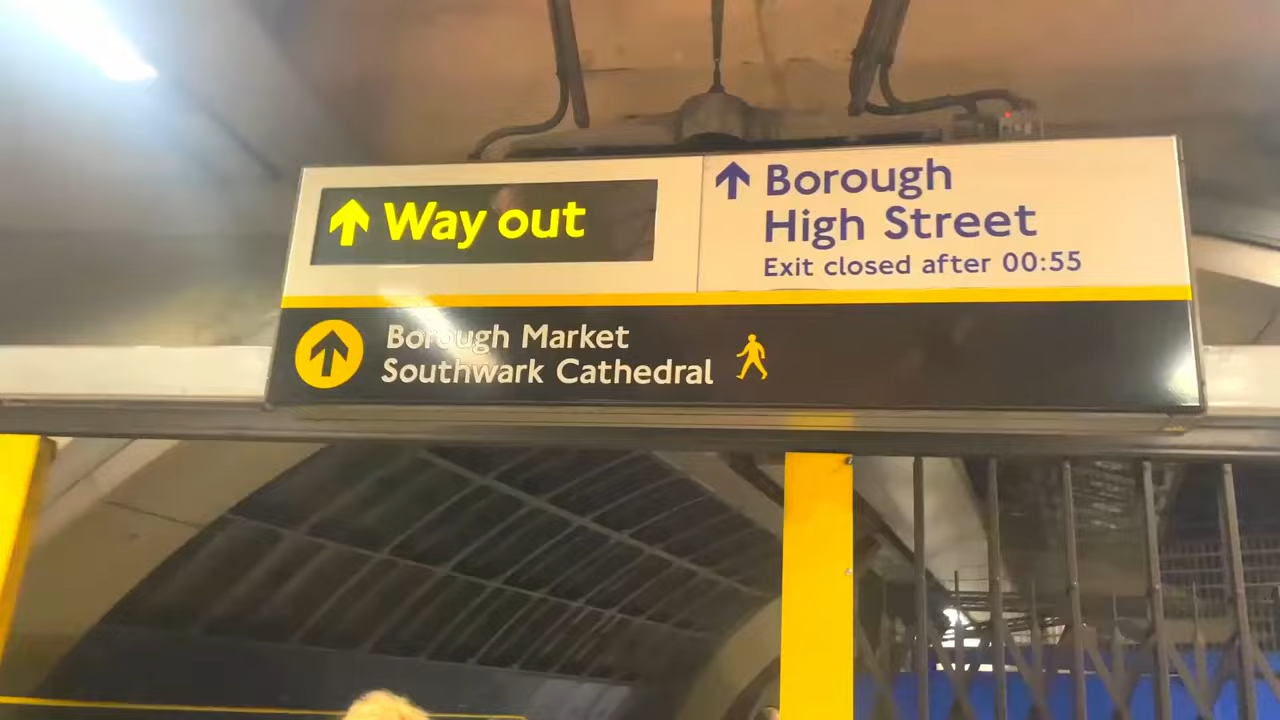 Way out
Borough
High Street
Exit closed after 00:55
Borough Market
Southwark Cathedral